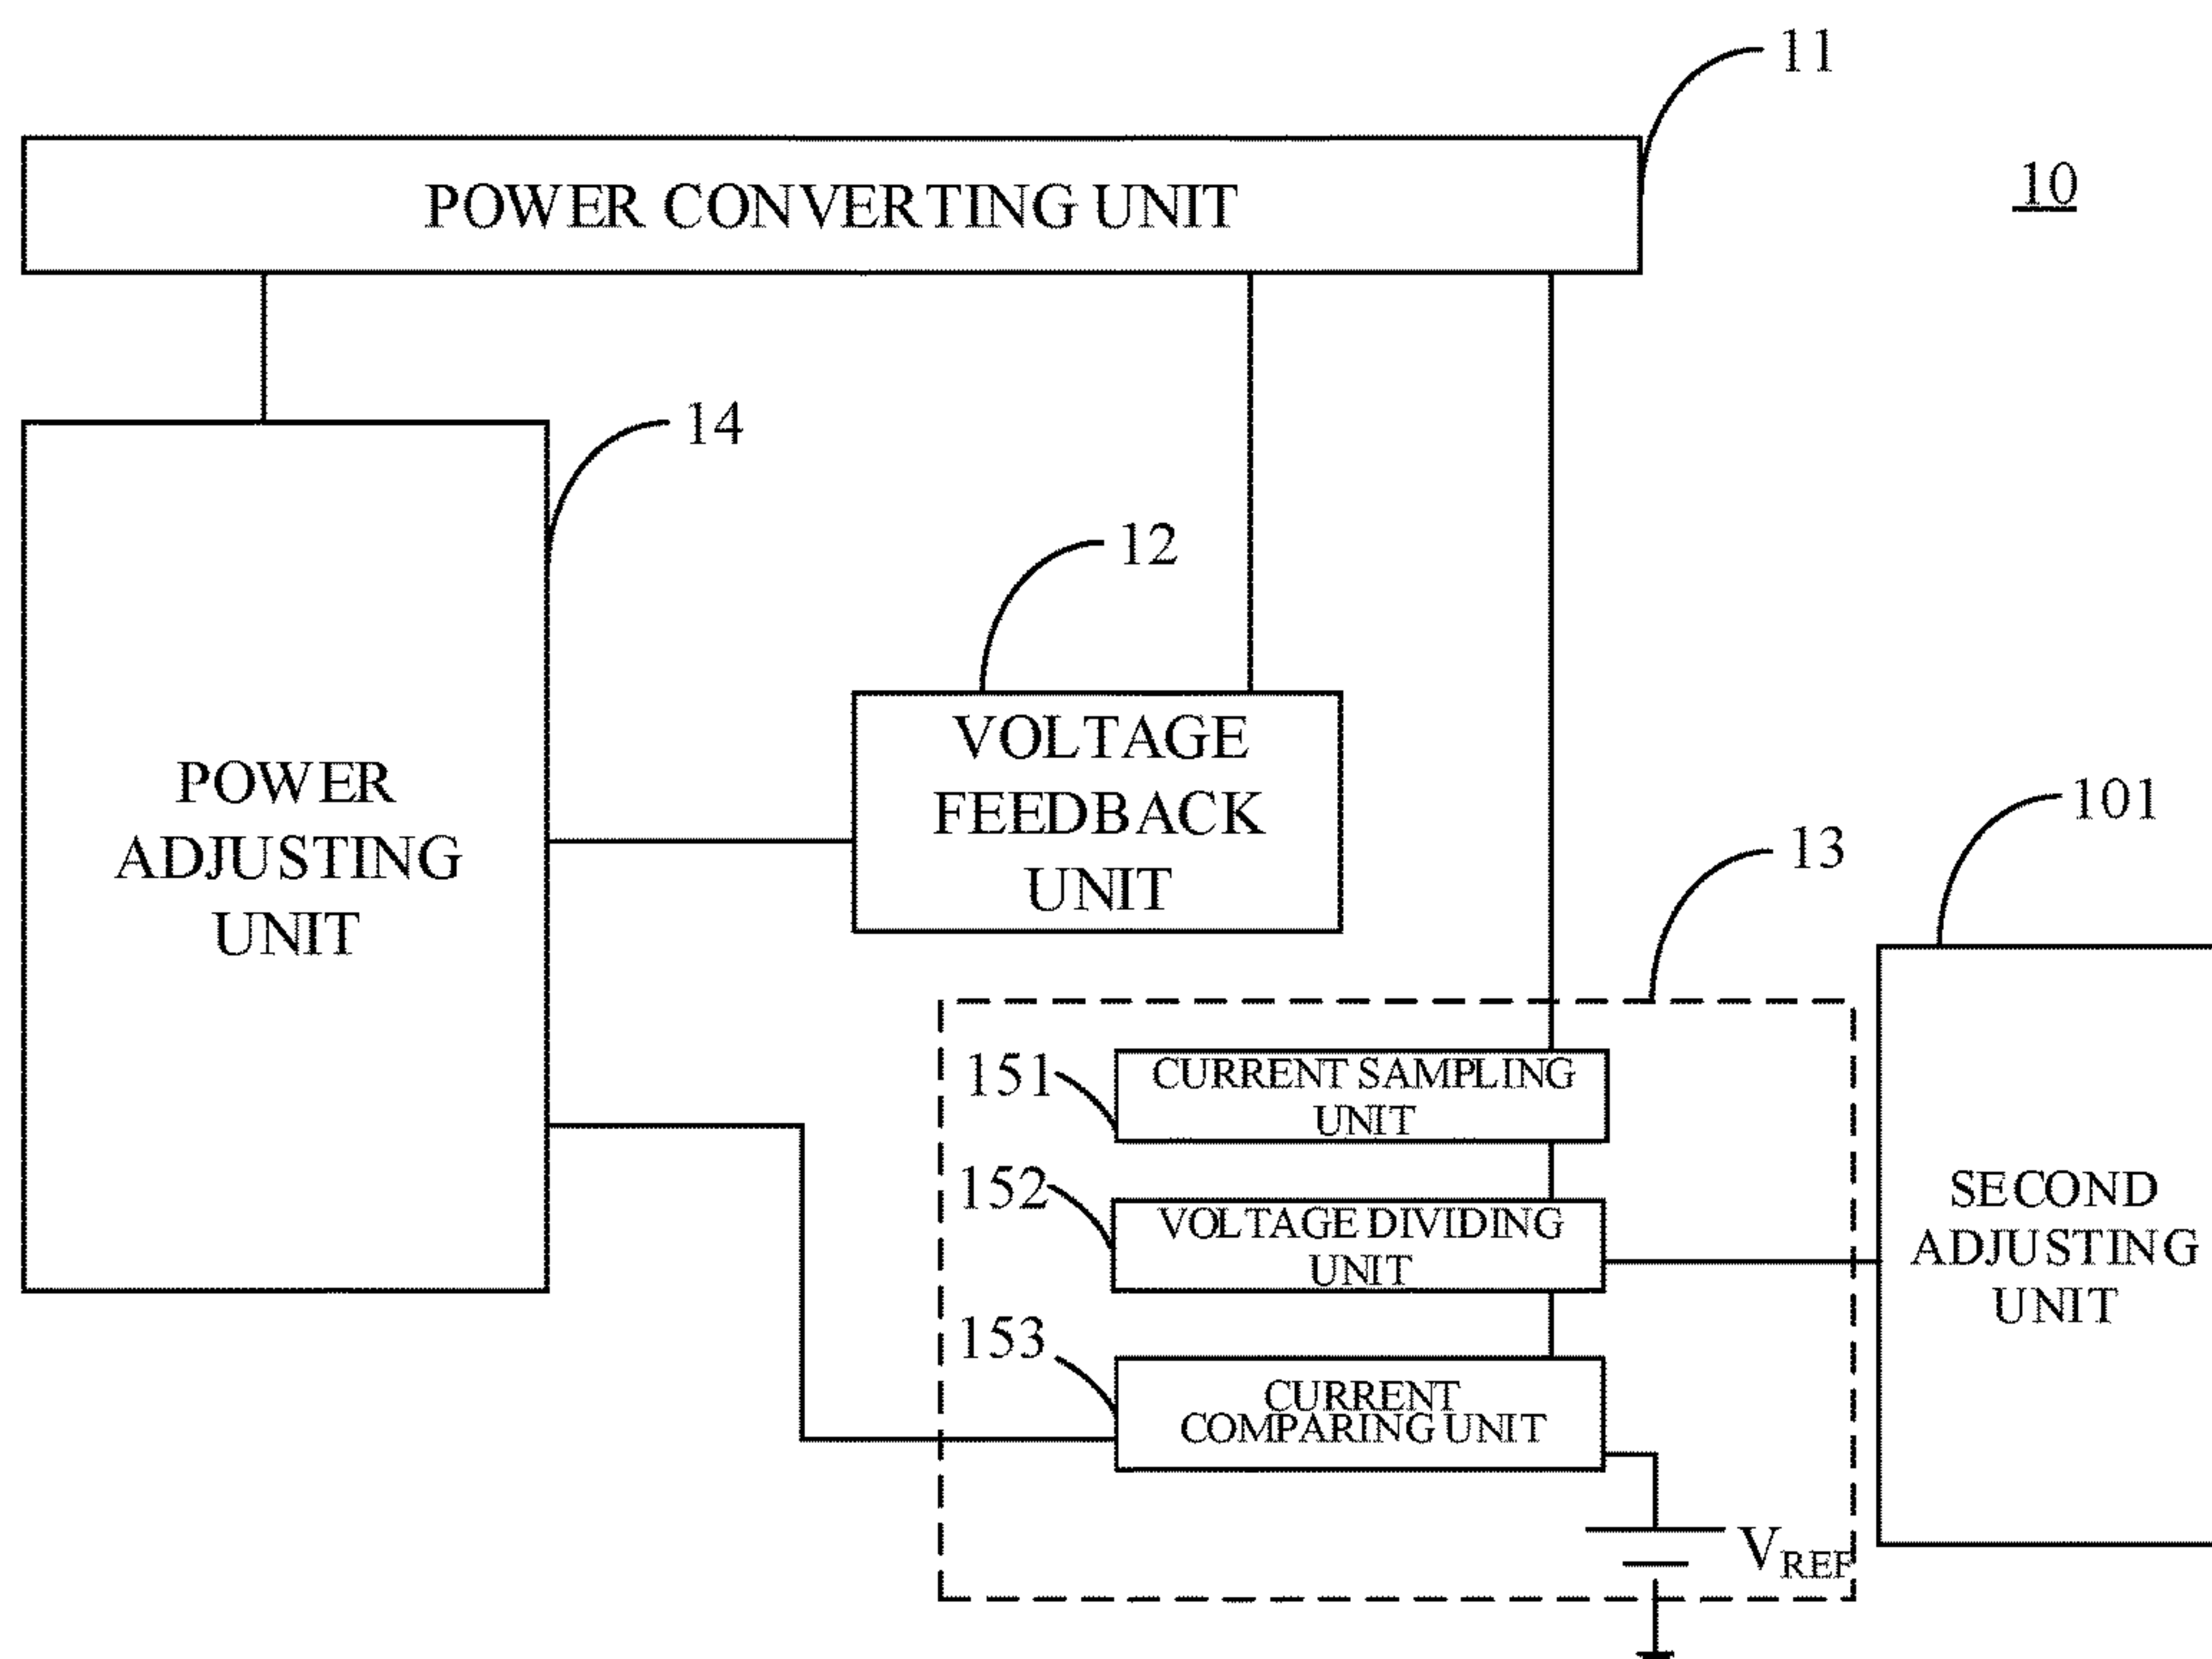 11
10
POWER CONVERTING UNIT
14
12
VOLTAGE
FEEDBACK
UNIT
POWER
ADJUSTING
UNIT
101
13
151
CURRENT SAMPLING
UNIT
152
VOLTAGE DIVIDING
UNIT
SECOND
ADJUSTING
UNIT
153
CURRENT
COMPARING UNIT
VREF